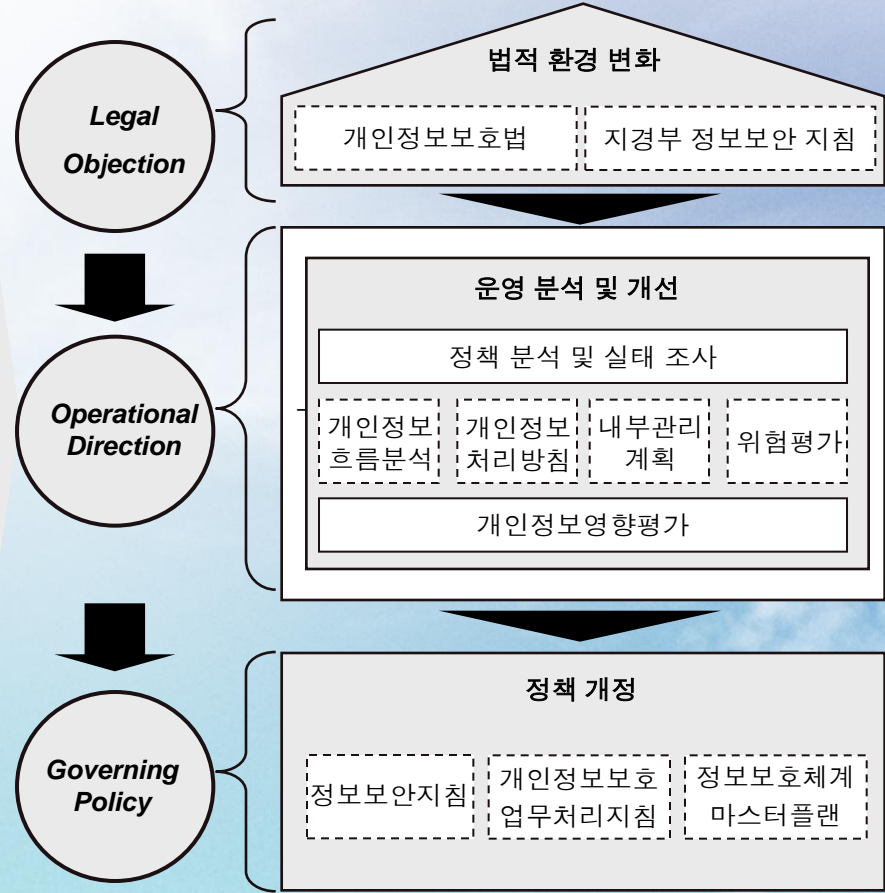 Legal
Objection
법적 환경 변화
개인정보보호법
지경부 정보보안 지침
Operational
Direction
운영 분석 및 개선
정책 분석 및 실태 조사
개인정보
흐름분석
개인정보
처리방침
내부관리
계획
위험평가
개인정보영향평가
Governing
Policy
정책 개정
정보보안지침
개인정보보호
업무처리지침
정보보호체계
마스터플랜